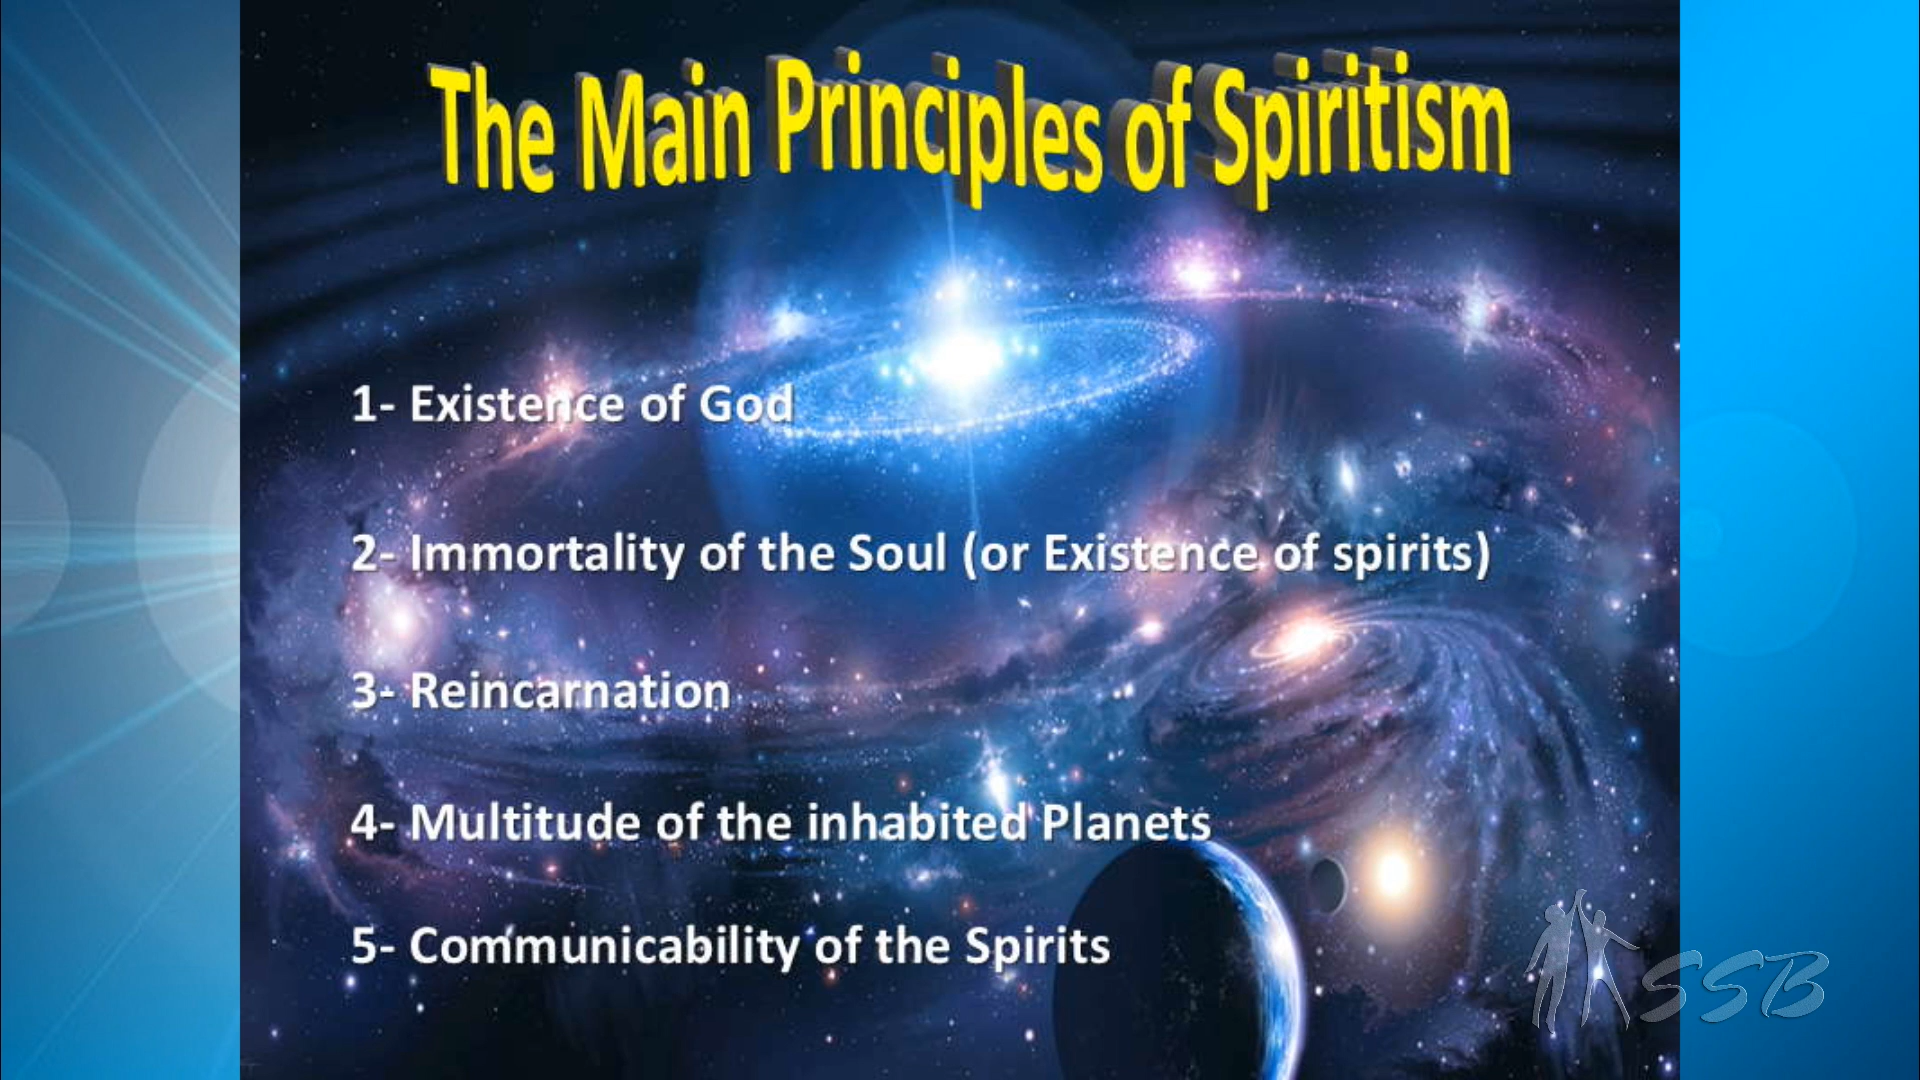 The Main Principles of Spiritism
1- Existence of God
2- Immortality of the Soul (or Existence of spirits)
3- Reincarnation
4- Multitude of the inhabited Planets
5- Communicability of the Spirits
SSB